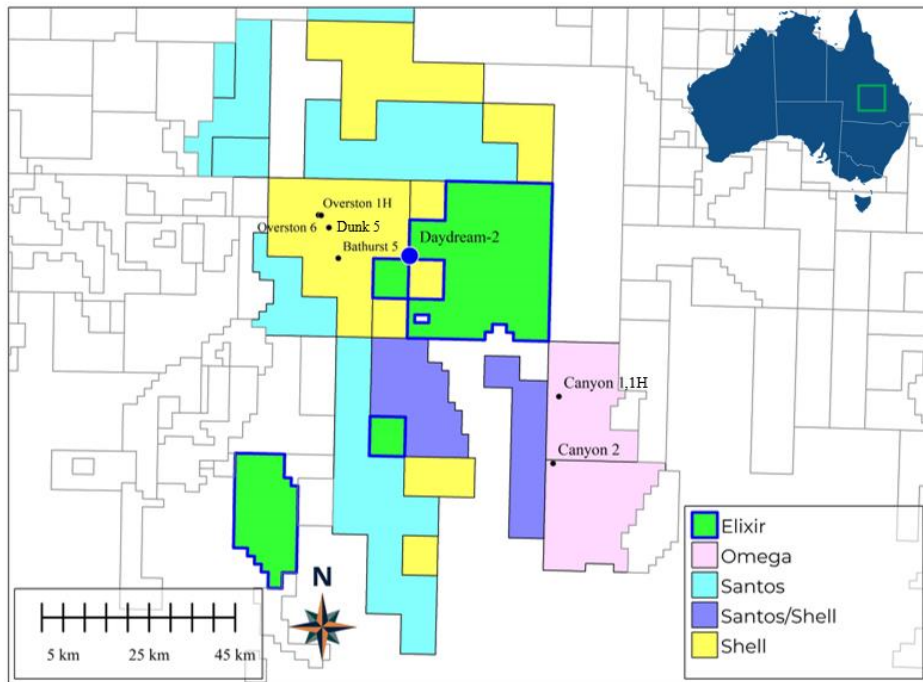 Overston 1H
Overston 6
Dunk 5
Bathurst 5
Daydream-2
Canyon 1,1H
Canyon 2
N
5 km
25 km
45 km
Elixir
Omega
Santos
Santos/Shell
Shell